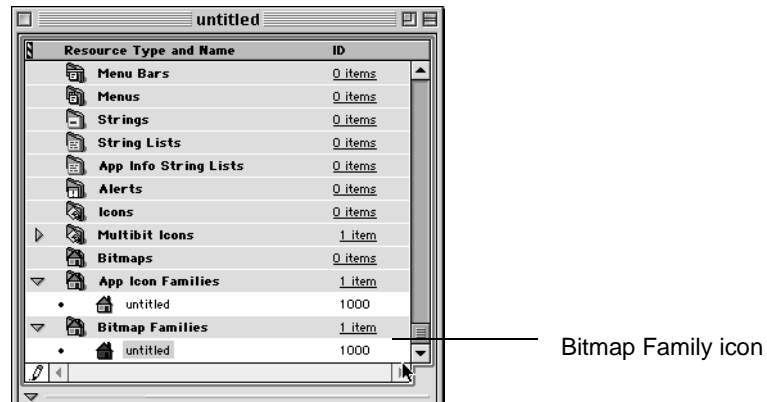 untitled
Resource Type and Name ID
Menu Bars 0 items
Menus 0 items
Strings 0 items
String Lists 0 items
App Info String Lists 0 items
Alerts 0 items
Icons 0 items
Multibit Icons 1 item
Bitmaps 0 items
App Icon Families 1 item
untitled 1000
Bitmap Families 1 item
untitled 1000
Bitmap Family icon